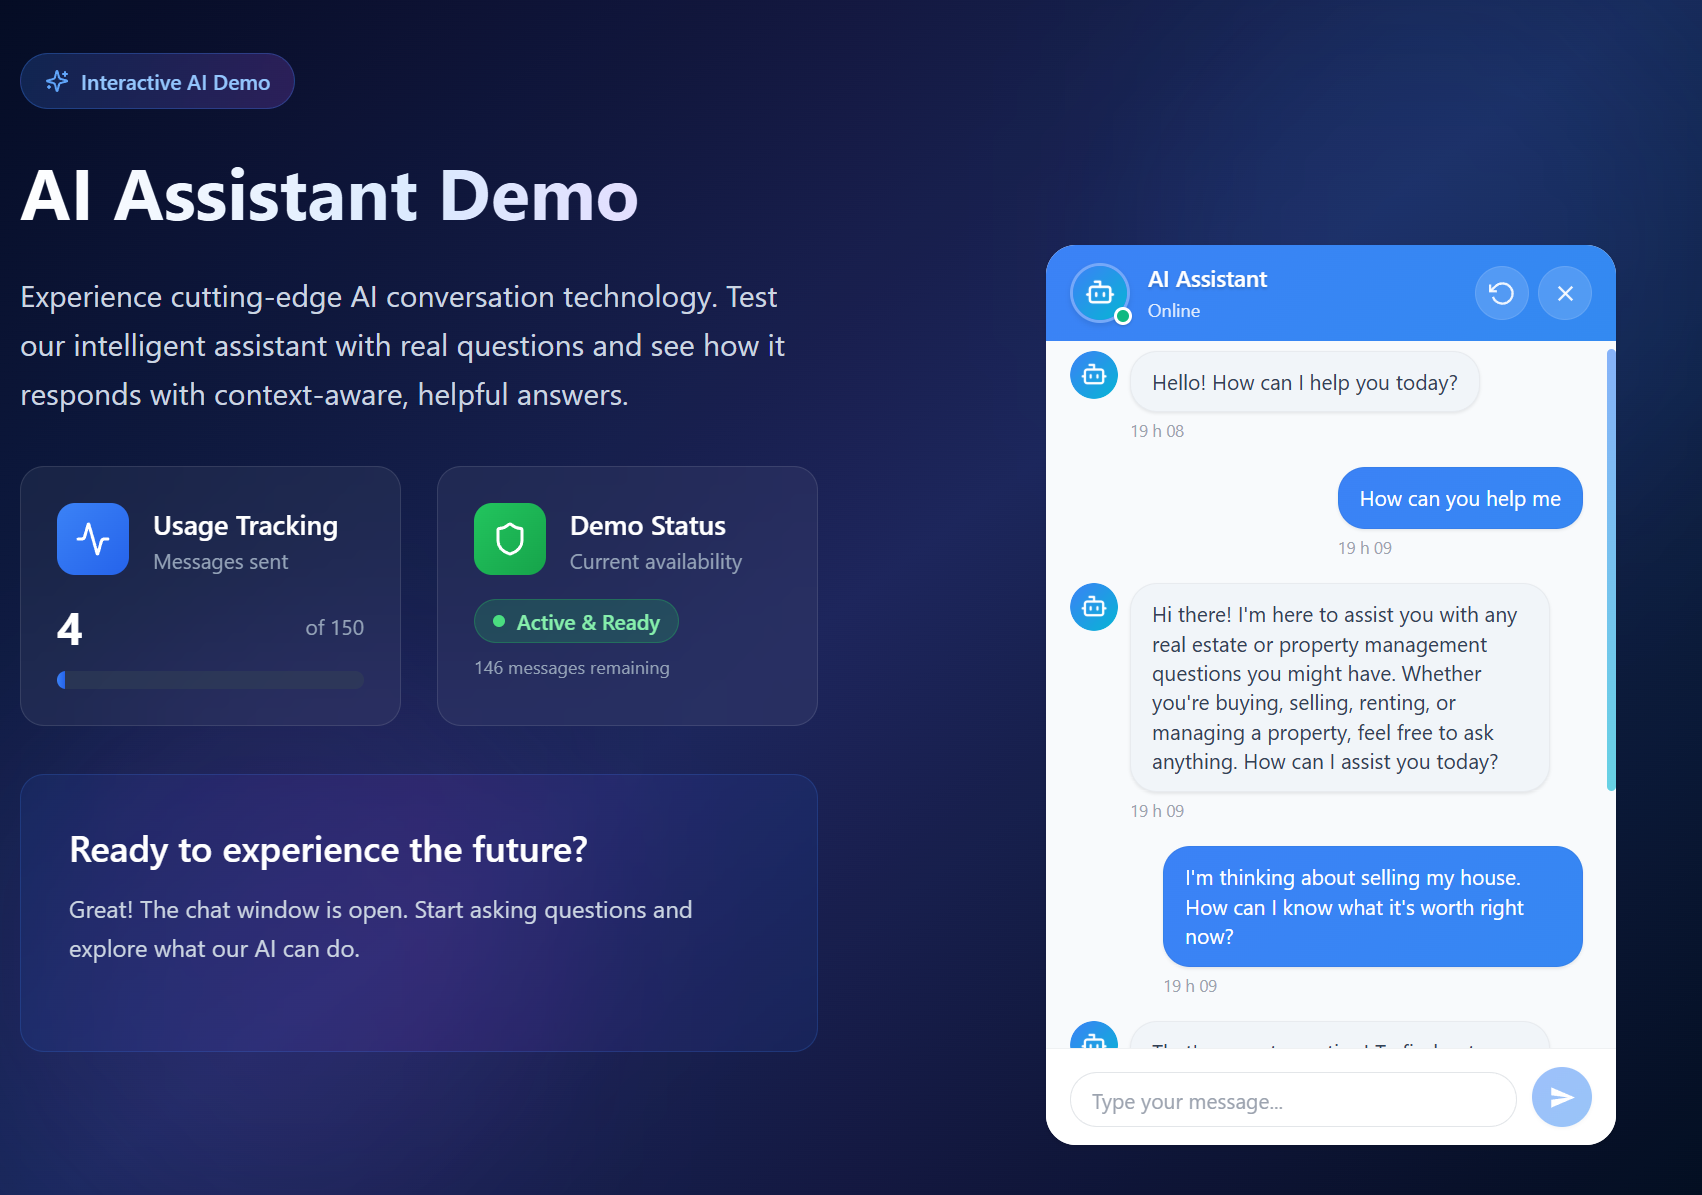 Interactive AI Demo
AI Assistant Demo
Experience cutting-edge AI conversation technology. Test
our intelligent assistant with real questions and see how it
responds with context-aware, helpful answers.
Usage Tracking
Messages sent
4
of 150
Demo Status
Current availability
Active & Ready
146 messages remaining
Ready to experience the future?
Great! The chat window is open. Start asking questions and
explore what our AI can do.
AI Assistant
Online
Hello! How can I help you today?
19 h 08
How can you help me
19 h 09
Hi there! I'm here to assist you with any
real estate or property management
questions you might have. Whether
you're buying, selling, renting, or
managing a property, feel free to ask
anything. How can I assist you today?
19 h 09
I'm thinking about selling my house.
How can I know what it's worth right
now?
19 h 09
Type your message...